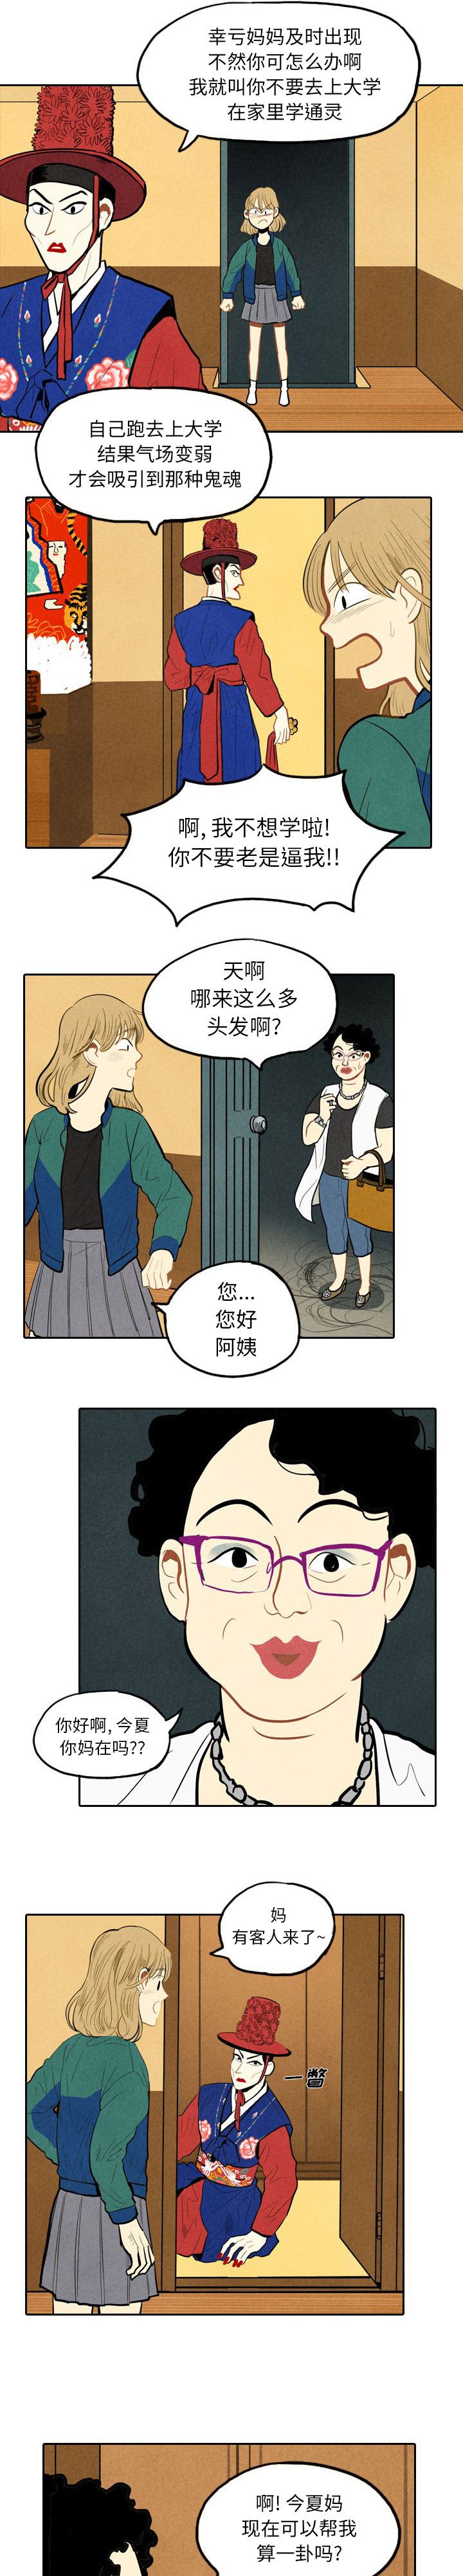 幸亏妈妈及时出现
不然你可怎么办啊
我就叫你不要去上大学
在家里学通灵
自己跑去上大学
结果气场变弱
才会吸引到那种鬼魂
啊, 我不想学啦!
你不要老是逼我!!
天啊
哪来这么多
头发啊?
您...
您好
阿姨
你好啊, 今夏
你妈在吗??
妈
有客人来了~
一瞥
啊! 今夏妈
现在可以帮我
算一卦吗?